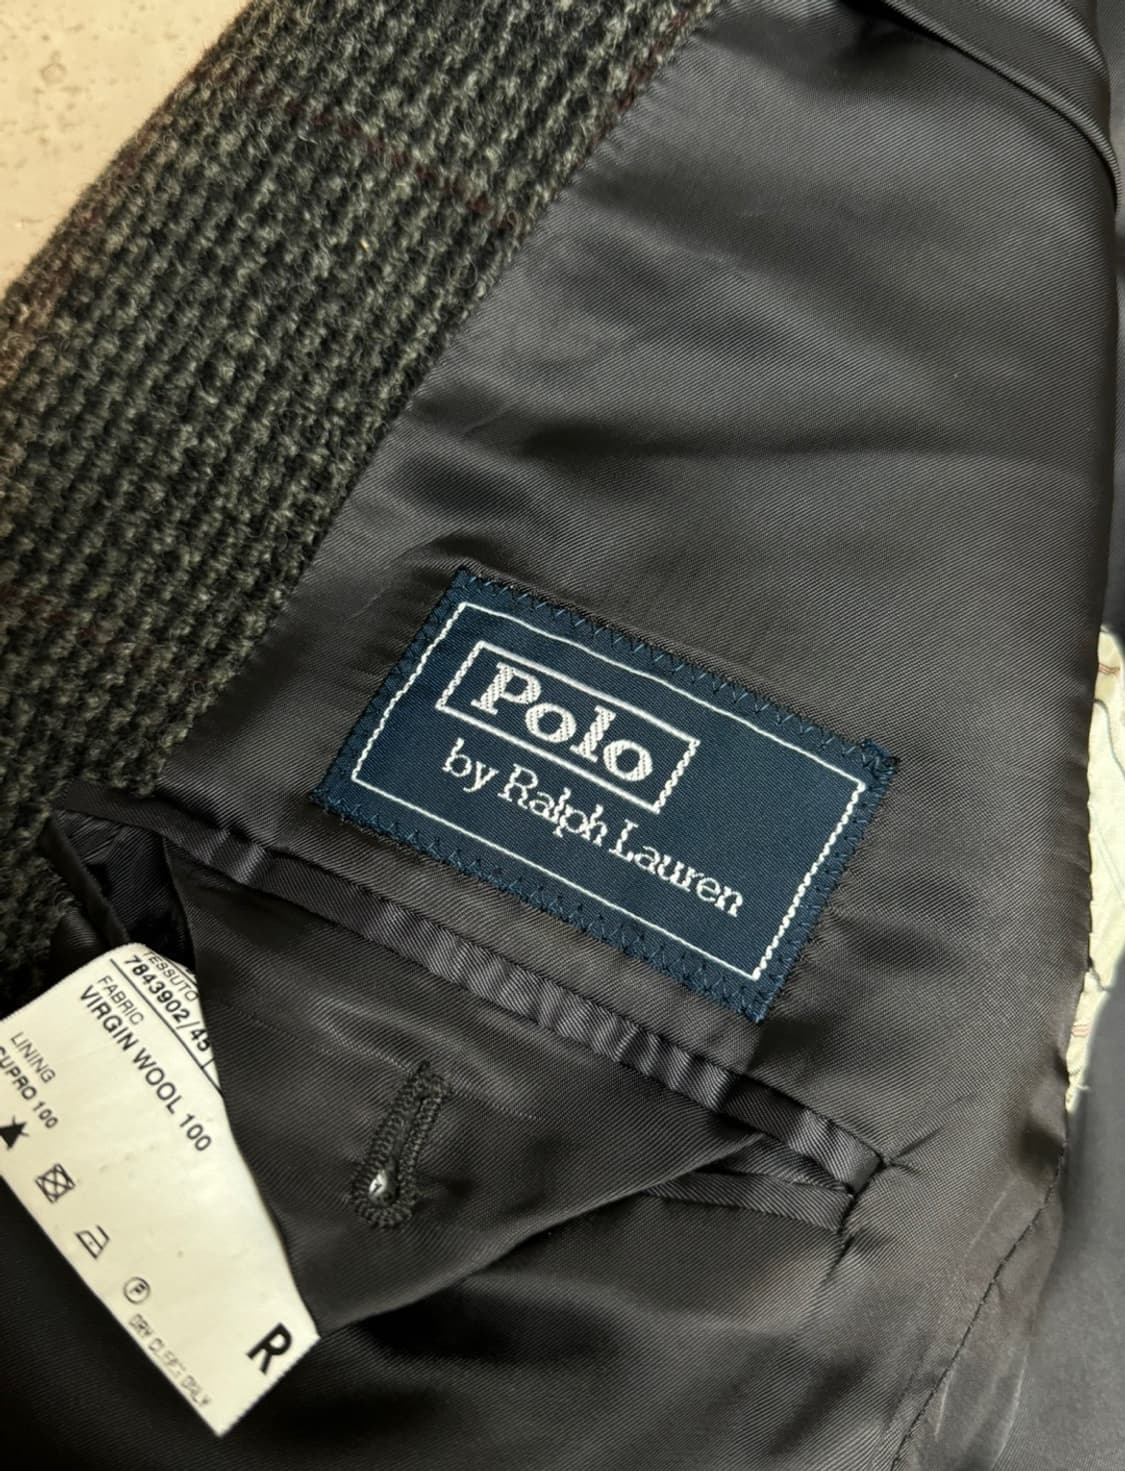 Polo
by Ralph Lauren
TESSUTO
7843902/45
FABRIC
VIRGIN WOOL 100
LINING
CUPRO 100
P
DRY CLEAN ONLY
R